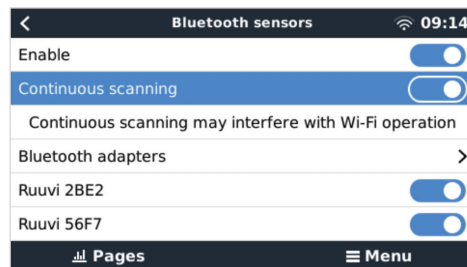 Bluetooth sensors 09:14
Enable
Continuous scanning
Continuous scanning may interfere with Wi-Fi operation
Bluetooth adapters
Ruuvi 2BE2
Ruuvi 56F7
Pages Menu